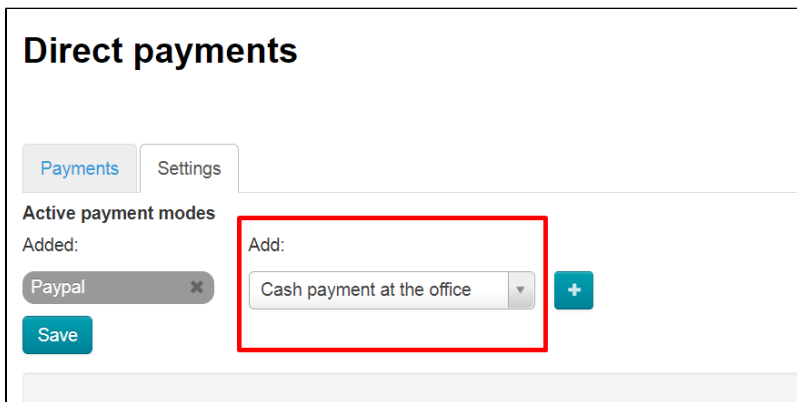 Direct payments
Payments Settings
Active payment modes
Added: Add:
Paypal Cash payment at the office
Save